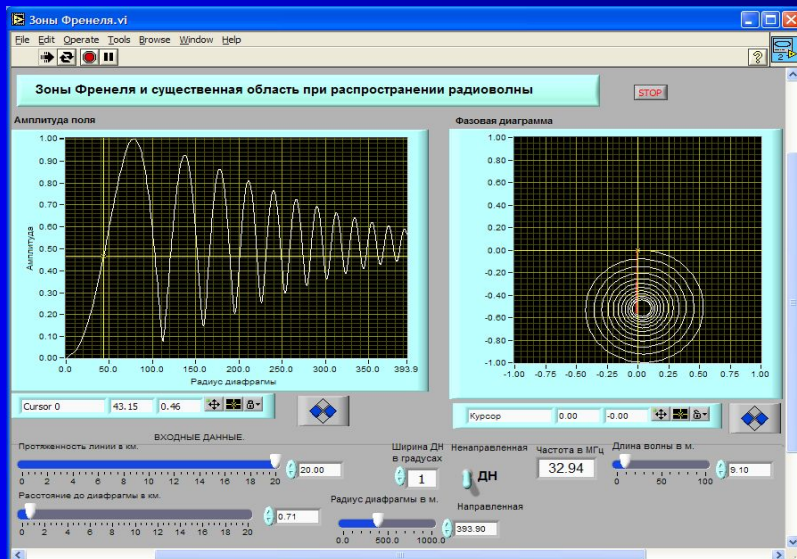 Зоны Френеля.vi
File Edit Operate Tools Browse Window Help
? 2
Зоны Френеля и существенная область при распространении радиоволны
STOP
Амплитуда поля
Фазовая диаграмма
1.00
0.90
0.80
0.70
0.60
0.50
0.40
0.30
0.20
0.10
0.00
Амплитуда
0.0 50.0 100.0 150.0 200.0 250.0 300.0 350.0 393.9
Радиус диафрагмы
1.00
0.80
0.60
0.40
0.20
0.00
-0.20
-0.40
-0.60
-0.80
-1.00
-1.00 -0.75 -0.50 -0.25 0.00 0.25 0.50 0.75 1.00
Cursor 0 43.15 0.46
Курсор 0.00 -0.00
ВХОДНЫЕ ДАННЫЕ.
Протяженность линии в км.
0 2 4 6 8 10 12 14 16 18 20
20.00
Ширина ДН
в градусах
1
Ненаправленная
ДН
Направленная
Частота в МГц
32.94
Длина волны в м.
0 50 100
9.10
Расстояние до диафрагмы в км.
0 2 4 6 8 10 12 14 16 18 20
0.71
Радиус диафрагмы в м.
0.0 500.0 1000.0
393.90